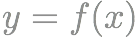 y = f(x)